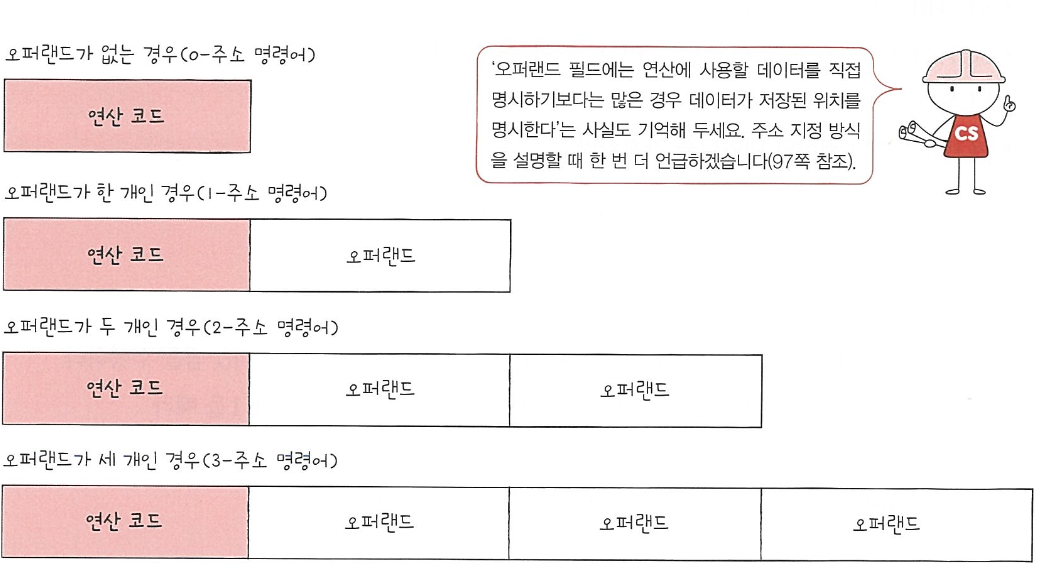 오퍼랜드가 없는 경우(0-주소 명령어)
연산 코드
'오퍼랜드 필드에는 연산에 사용할 데이터를 직접
명시하기보다는 많은 경우 데이터가 저장된 위치를
명시한다'는 사실도 기억해 두세요. 주소 지정 방식
을 설명할 때 한 번 더 언급하겠습니다(97쪽 참조).
CS
오퍼랜드가 한 개인 경우(1-주소 명령어)
연산 코드 오퍼랜드
오퍼랜드가 두 개인 경우(2-주소 명령어)
연산 코드 오퍼랜드 오퍼랜드
오퍼랜드가 세 개인 경우(3-주소 명령어)
연산 코드 오퍼랜드 오퍼랜드 오퍼랜드